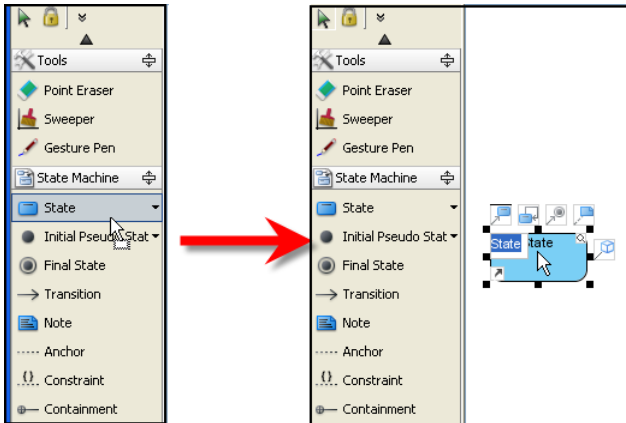 Tools
Point Eraser
Sweeper
Gesture Pen
State Machine
State
Initial Pseudo Stat
Final State
Transition
Note
Anchor
{} Constraint
Containment
Tools
Point Eraser
Sweeper
Gesture Pen
State Machine
State
Initial Pseudo Stat
Final State
Transition
Note
Anchor
{} Constraint
Containment
State State